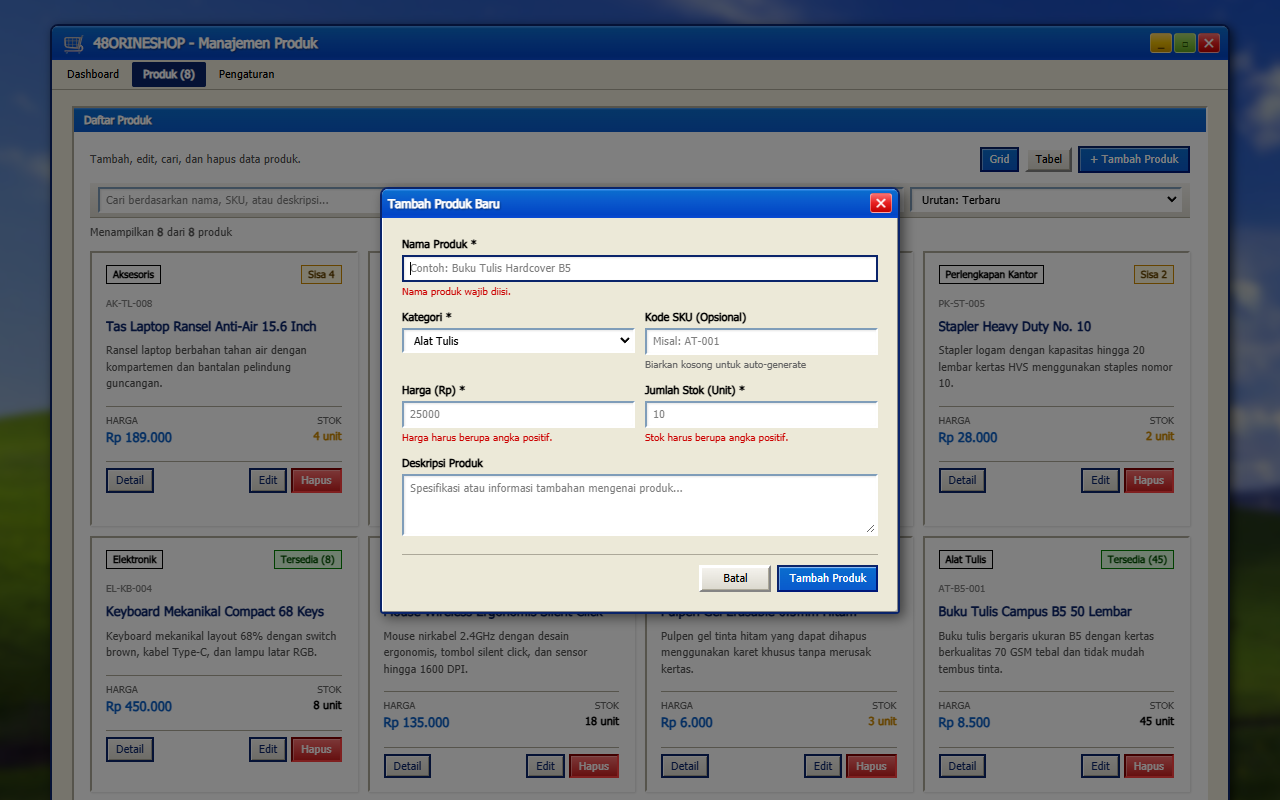 48ORINESHOP - Manajemen Produk
Dashboard
Produk (8)
Pengaturan
Daftar Produk
Tambah, edit, cari, dan hapus data produk.
Grid
Tabel
+ Tambah Produk
Cari berdasarkan nama, SKU, atau deskripsi...
Urutan: Terbaru
Menampilkan 8 dari 8 produk
Tambah Produk Baru
Nama Produk *
Contoh: Buku Tulis Hardcover B5
Nama produk wajib diisi.
Kategori *
Kode SKU (Opsional)
Alat Tulis
Misal: AT-001
Biarkan kosong untuk auto-generate
Harga (Rp) *
Jumlah Stok (Unit) *
25000
10
Harga harus berupa angka positif.
Stok harus berupa angka positif.
Deskripsi Produk
Spesifikasi atau informasi tambahan mengenai produk...
Batal
Tambah Produk
Aksesoris
Sisa 4
AK-TL-008
Tas Laptop Ransel Anti-Air 15.6 Inch
Ransel laptop berbahan tahan air dengan
kompartemen dan bantalan pelindung
guncangan.
HARGA
STOK
Rp 189.000
4 unit
Detail
Edit
Hapus
Perlengkapan Kantor
Sisa 2
PK-ST-005
Stapler Heavy Duty No. 10
Stapler logam dengan kapasitas hingga 20
lembar kertas HVS menggunakan staples nomor
10.
HARGA
STOK
Rp 28.000
2 unit
Detail
Edit
Hapus
Elektronik
Tersedia (8)
EL-KB-004
Keyboard Mekanikal Compact 68 Keys
Keyboard mekanikal layout 68% dengan switch
brown, kabel Type-C, dan lampu latar RGB.
HARGA
STOK
Rp 450.000
8 unit
Detail
Edit
Hapus
Mouse Wireless Ergonomis Silent Click
Mouse nirkabel 2.4GHz dengan desain
ergonomis, tombol silent click, dan sensor
hingga 1600 DPI.
HARGA
STOK
Rp 135.000
18 unit
Detail
Edit
Hapus
Pulpen Gel Erasable 0.5mm Hitam
Pulpen gel tinta hitam yang dapat dihapus
menggunakan karet khusus tanpa merusak
kertas.
HARGA
STOK
Rp 6.000
3 unit
Detail
Edit
Hapus
Alat Tulis
Tersedia (45)
AT-BS-001
Buku Tulis Campus B5 50 Lembar
Buku tulis bergaris ukuran B5 dengan kertas
berkualitas 70 GSM tebal dan tidak mudah
tembus tinta.
HARGA
STOK
Rp 8.500
45 unit
Detail
Edit
Hapus